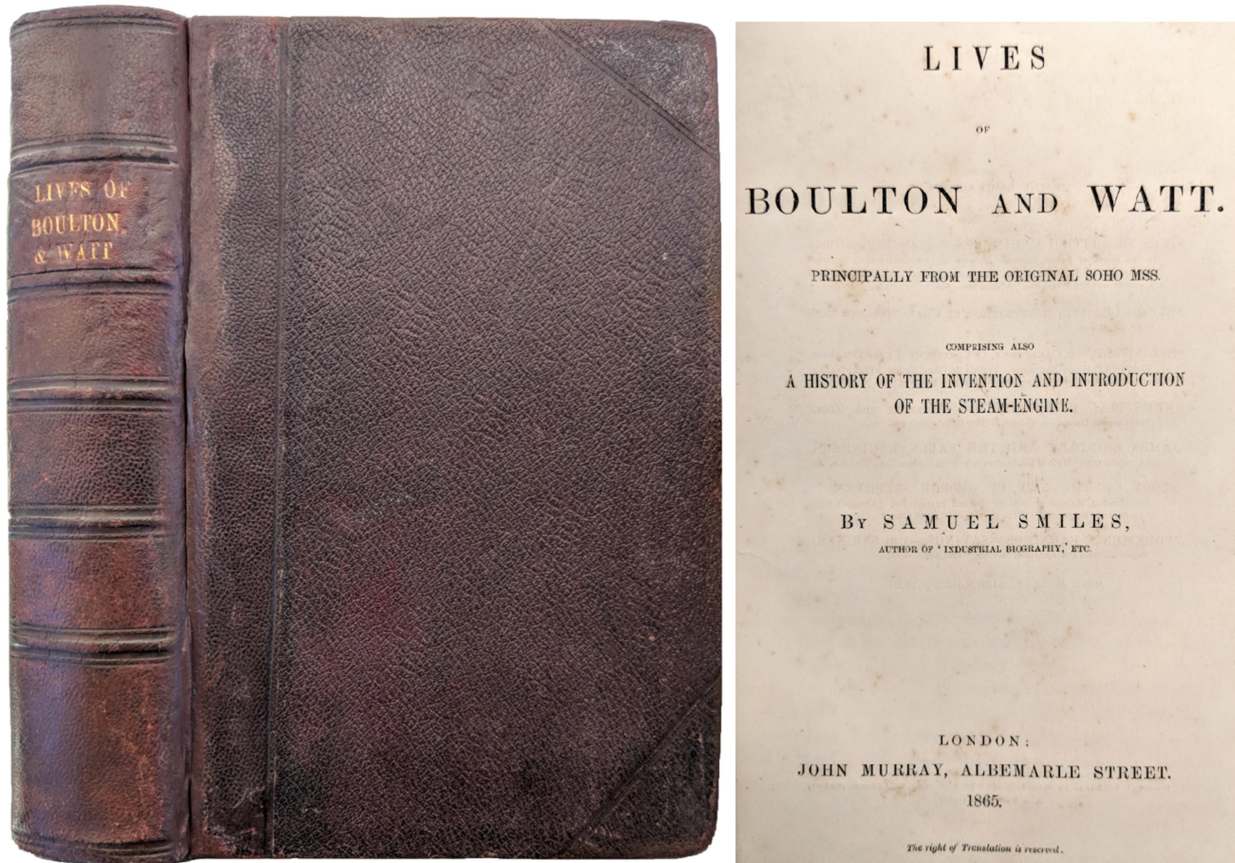 LIVES OF
BOULTON
& WATT
LIVES
OF
BOULTON AND WATT.
PRINCIPALLY FROM THE ORIGINAL SOHO MSS.
COMPRISING ALSO
A HISTORY OF THE INVENTION AND INTRODUCTION
OF THE STEAM-ENGINE.
BY SAMUEL SMILES,
AUTHOR OF 'INDUSTRIAL BIOGRAPHY,' ETC.
LONDON:
JOHN MURRAY, ALBEMARLE STREET.
1865.
The right of Translation is reserved.